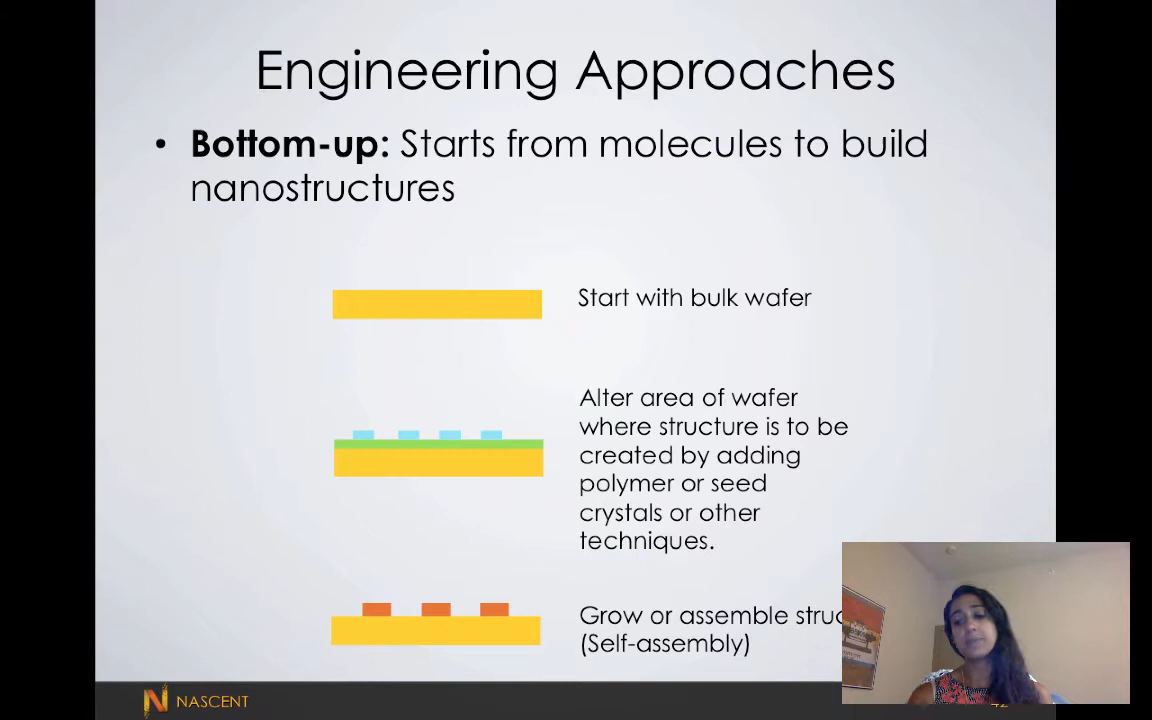 Engineering Approaches
• Bottom-up: Starts from molecules to build
nanostructures
Start with bulk wafer
Alter area of wafer
where structure is to be
created by adding
polymer or seed
crystals or other
techniques.
Grow or assemble
(Self-assembly)
NASCENT